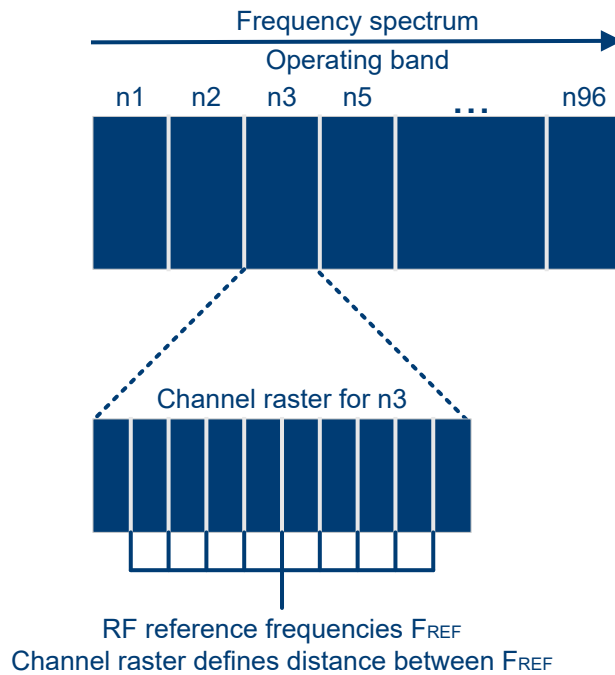 Frequency spectrum
Operating band
n1 n2 n3 n5 ... n96
Channel raster for n3
RF reference frequencies FREF
Channel raster defines distance between FREF